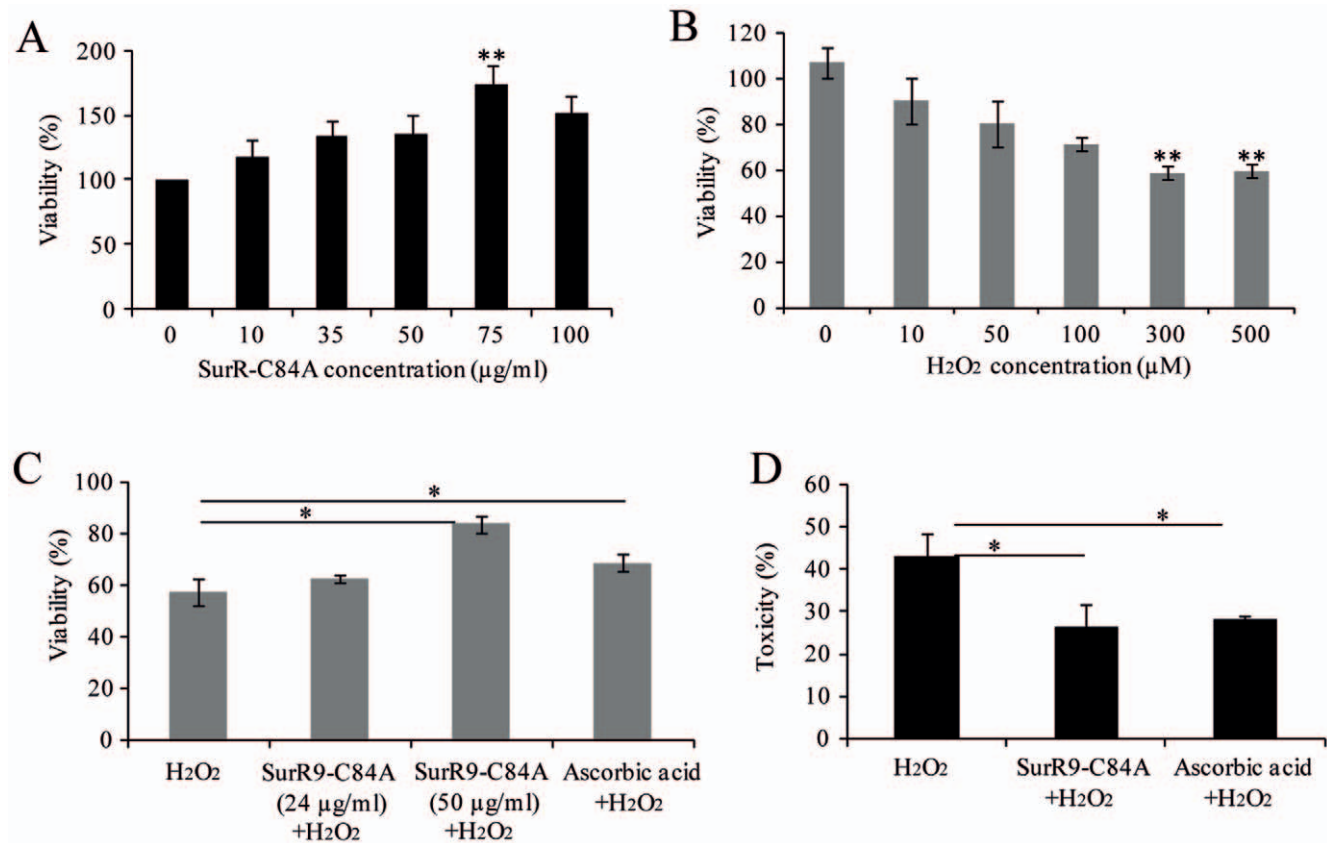 A
Viability (%)
200
150
100
50
0
**
0 10 35 50 75 100
SurR-C84A concentration (µg/ml)
B
Viability (%)
120
100
80
60
40
20
0
** **
0 10 50 100 300 500
H2O2 concentration (µM)
C
Viability (%)
100
80
60
40
20
0
*
*
H2O2
SurR9-C84A
(24 µg/ml)
+H2O2
SurR9-C84A
(50 µg/ml)
+H2O2
Ascorbic acid
+H2O2
D
Toxicity (%)
60
50
40
30
20
10
0
*
*
H2O2
SurR9-C84A
+H2O2
Ascorbic acid
+H2O2